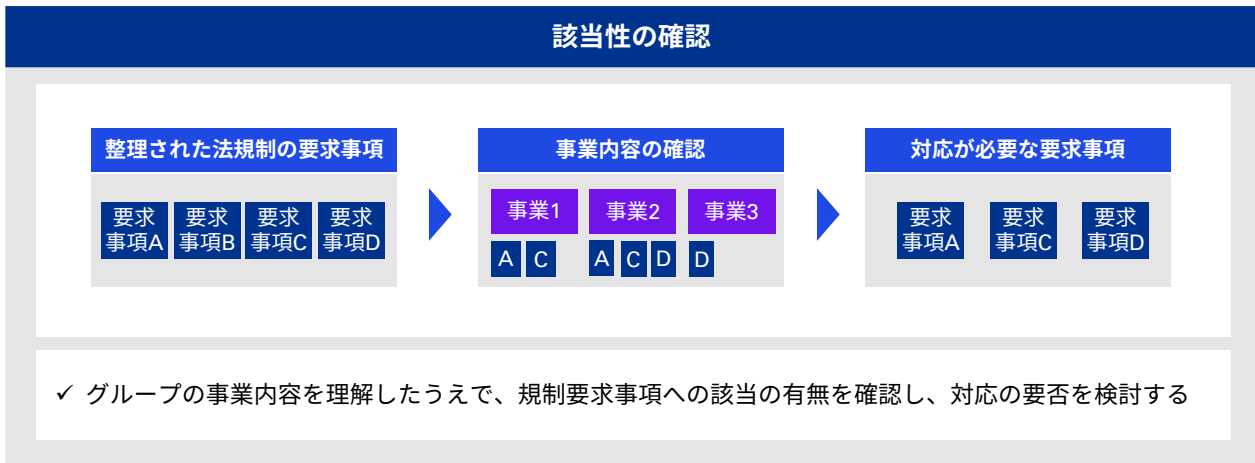 該当性の確認
整理された法規制の要求事項
要求
事項A
要求
事項B
要求
事項C
要求
事項D
事業内容の確認
事業1
事業2
事業3
A C
A C D
D
対応が必要な要求事項
要求
事項A
要求
事項C
要求
事項D
✓ グループの事業内容を理解したうえで、規制要求事項への該当の有無を確認し、対応の要否を検討する